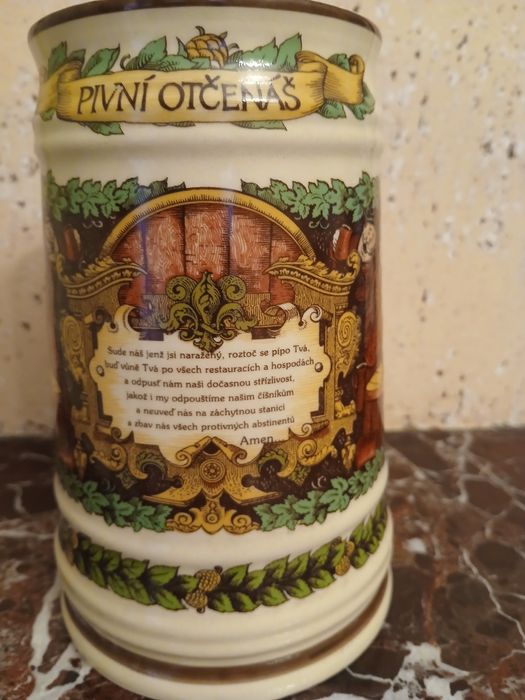 PIVNÍ OTČENÁŠ
Sude náš jenž jsi naražený, roztoč se pípo Tvá,
buď vůně Tvá po všech restauracích a hospodách
a odpusť nám naši dočasnou střízlivost,
jakož i my odpouštíme našim číšníkům
a neuveď nás na záchytnou stanici
a zbav nás všech protivných abstinentů
Amen